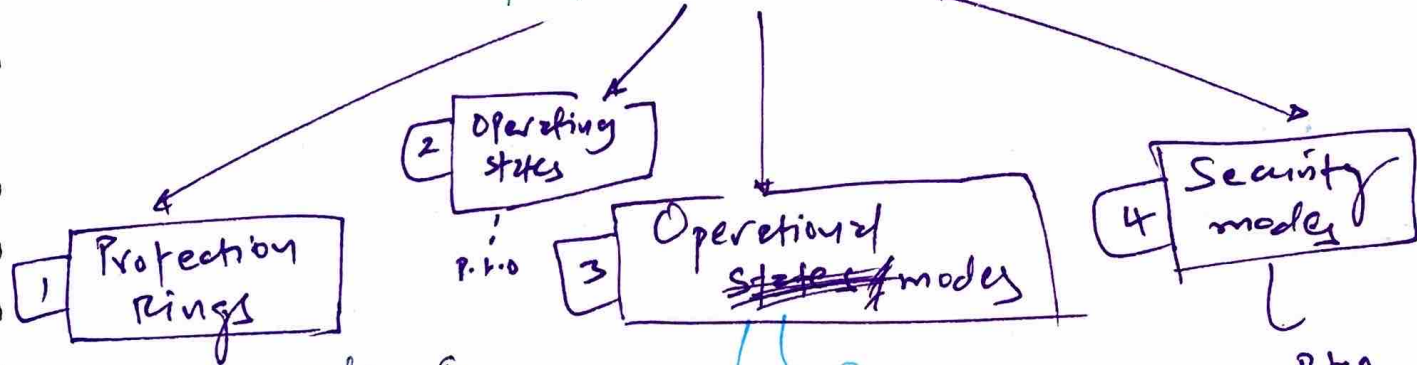 2
Operating
states
P.T.O
1
Protection
Rings
3
Operational
states / modes
4
Security
modes
P.T.O